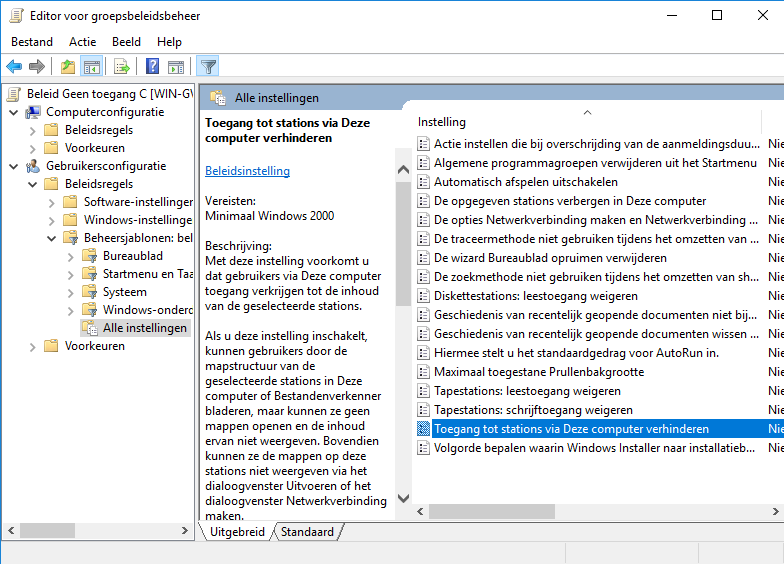 Editor voor groepsbeleidsbeheer
Bestand Actie Beeld Help
Beleid Geen toegang C [WIN-G
Computerconfiguratie
Beleidsregels
Voorkeuren
Gebruikersconfiguratie
Beleidsregels
Software-instellingen
Windows-instellinge
Beheersjablonen: bel
Bureaublad
Startmenu en Taa
Systeem
Windows-onderd
Alle instellingen
Voorkeuren
Alle instellingen
Toegang tot stations via Deze
computer verhinderen
Beleidsinstelling
Vereisten:
Minimaal Windows 2000
Beschrijving:
Met deze instelling voorkomt u
dat gebruikers via Deze computer
toegang verkrijgen tot de inhoud
van de geselecteerde stations.
Als u deze instelling inschakelt,
kunnen gebruikers door de
mapstructuur van de
geselecteerde stations in Deze
computer of Bestandenverkenner
bladeren, maar kunnen ze geen
mappen openen en de inhoud
ervan niet weergeven. Bovendien
kunnen ze de mappen op deze
stations niet weergeven via het
dialoogvenster Uitvoeren of het
dialoogvenster Netwerkverbinding
maken.
Instelling
Actie instellen die bij overschrijving van de aanmeldingsduu... Nie
Algemene programmagroepen verwijderen uit het Startmenu Nie
Automatisch afspelen uitschakelen Nie
De opgegeven stations verbergen in Deze computer Nie
De opties Netwerkverbinding maken en Netwerkverbinding ... Nie
De traceermethode niet gebruiken tijdens het omzetten van ... Nie
De wizard Bureaublad opruimen verwijderen Nie
De zoekmethode niet gebruiken tijdens het omzetten van sh... Nie
Diskettestations: leestoegang weigeren Nie
Geschiedenis van recentelijk geopende documenten niet bij... Nie
Geschiedenis van recentelijk geopende documenten wissen ... Nie
Hiermee stelt u het standaardgedrag voor AutoRun in. Nie
Maximaal toegestane Prullenbakgrootte Nie
Tapestations: leestoegang weigeren Nie
Tapestations: schrijftoegang weigeren Nie
Toegang tot stations via Deze computer verhinderen Nie
Volgorde bepalen waarin Windows Installer naar installatieb... Nie
Uitgebreid Standaard